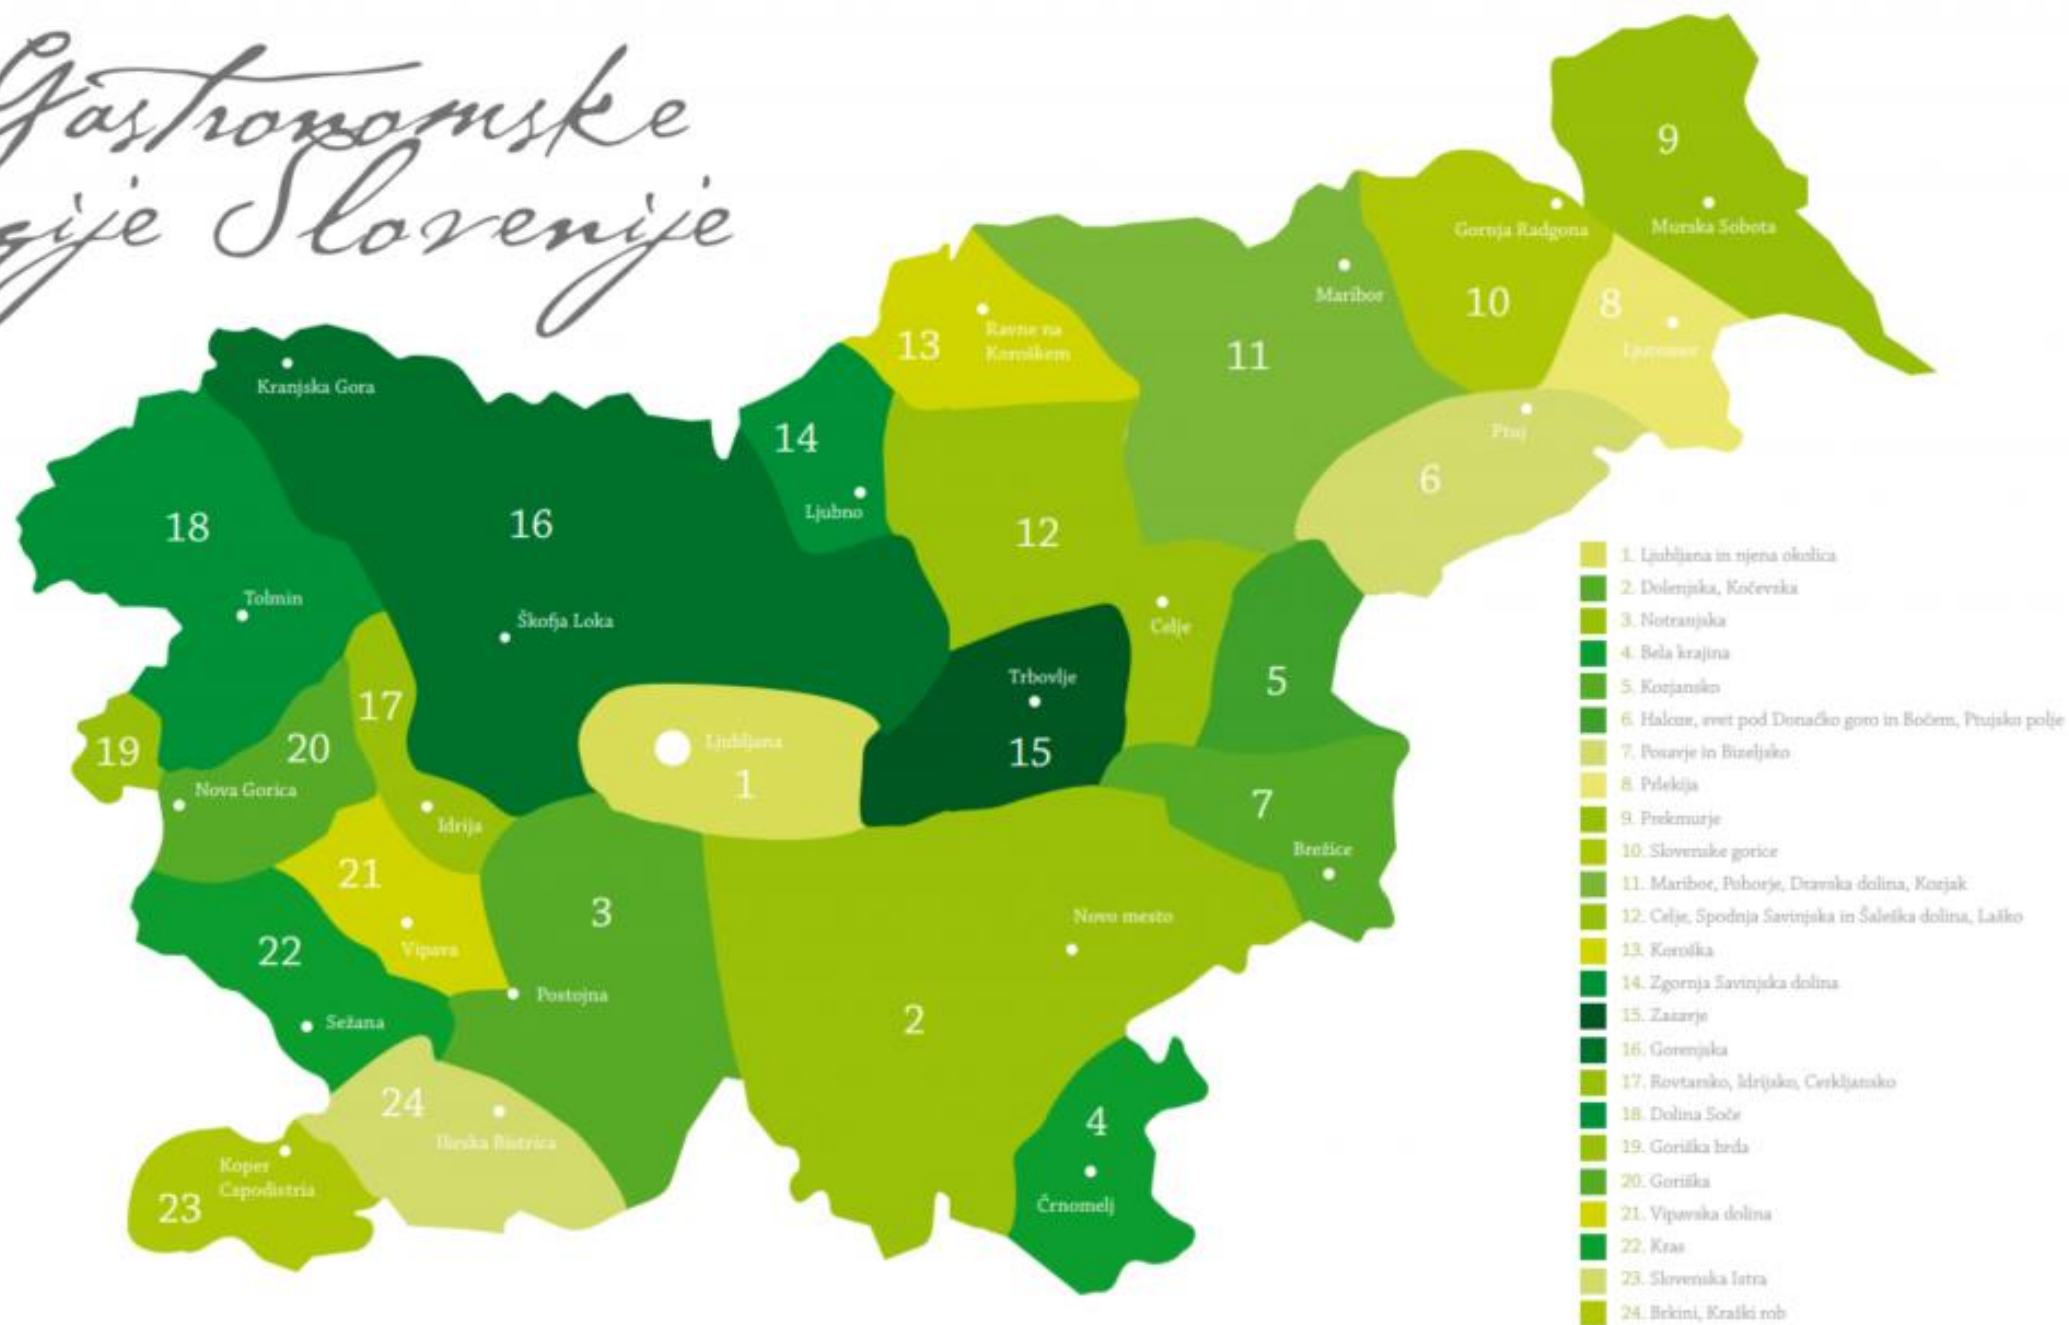 Gastronomske
gije Slovenije
9
Gornja Radgona
Murska Sobota
10
8
Ljutomer
Maribor
11
13
Ravne na
Koroškem
Kranjska Gora
14
Ljubno
Ptuj
6
18
16
12
Tolmin
Škofja Loka
Celje
5
Trbovlje
15
17
19
20
Nova Gorica
Ljubljana
1
Idrija
7
Brežice
21
Vipava
3
Novo mesto
22
Postojna
Sežana
2
24
Ilirska Bistrica
4
Koper
Capodistria
23
Črnomelj
1. Ljubljana in njena okolica
2. Dolenjska, Kočevska
3. Notranjska
4. Bela krajina
5. Kozjansko
6. Haloze, svet pod Donačko goro in Bočem, Ptujsko polje
7. Posavje in Bizeljsko
8. Prlekija
9. Prekmurje
10. Slovenske gorice
11. Maribor, Pohorje, Dravska dolina, Kozjak
12. Celje, Spodnja Savinjska in Šaleška dolina, Laško
13. Koroška
14. Zgornja Savinjska dolina
15. Zasavje
16. Gorenjska
17. Rovtarsko, Idrijsko, Cerkljansko
18. Dolina Soče
19. Goriška brda
20. Goriška
21. Vipavska dolina
22. Kras
23. Slovenska Istra
24. Brkini, Kraški rob